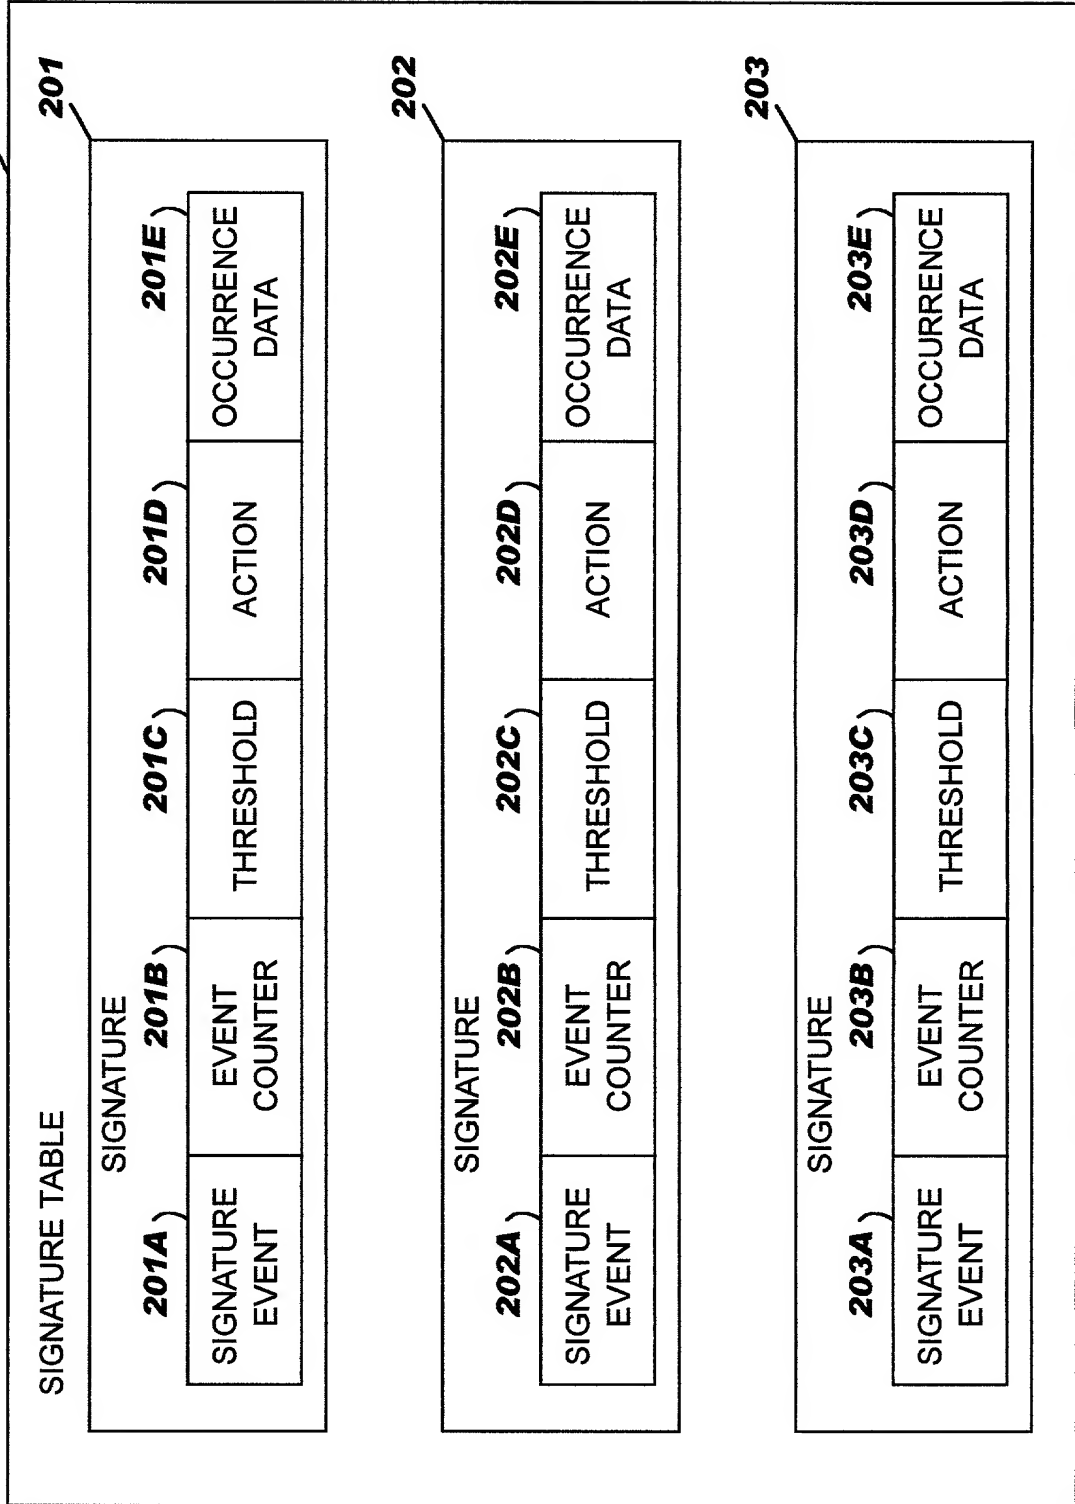 SIGNATURE TABLE
201
SIGNATURE
201A
201B
201C
201D
201E
SIGNATURE
EVENT
EVENT
COUNTER
THRESHOLD
ACTION
OCCURRENCE
DATA
202
SIGNATURE
202A
202B
202C
202D
202E
SIGNATURE
EVENT
EVENT
COUNTER
THRESHOLD
ACTION
OCCURRENCE
DATA
203
SIGNATURE
203A
203B
203C
203D
203E
SIGNATURE
EVENT
EVENT
COUNTER
THRESHOLD
ACTION
OCCURRENCE
DATA